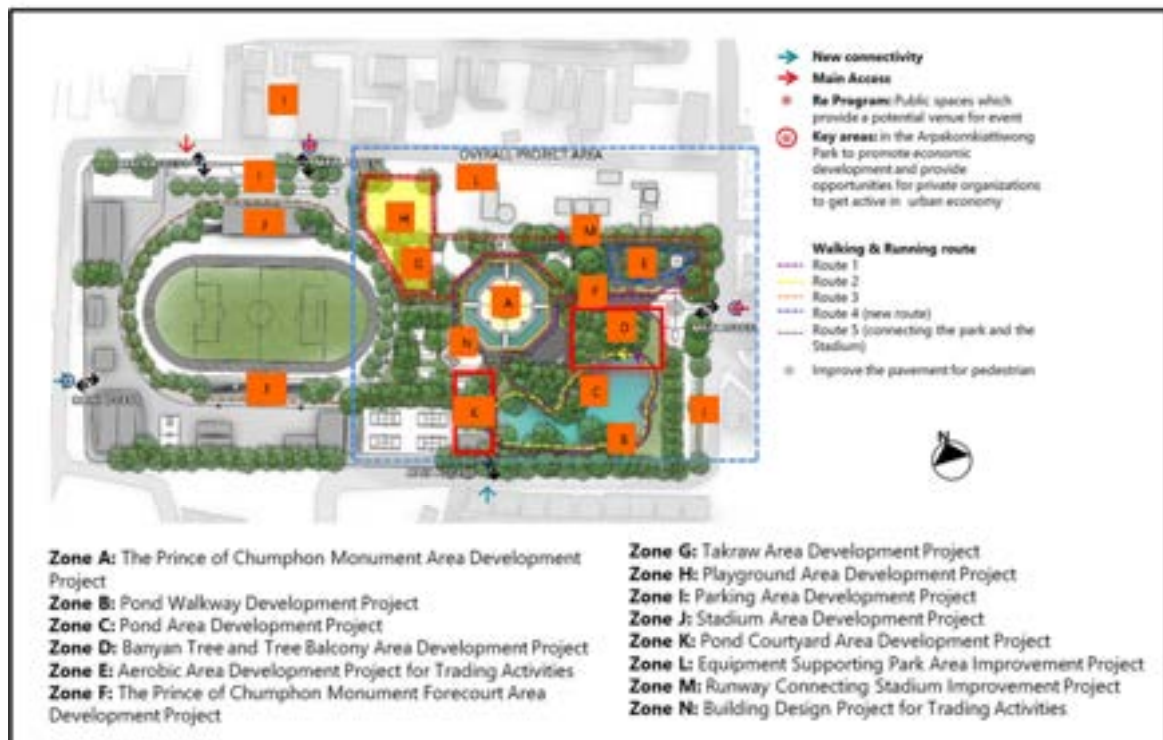 OVERALL PROJECT AREA
I
I
J
H
G
L
M
E
A
F
D
N
C
K
B
I
J
New connectivity
Main Access
Re Program: Public spaces which
provide a potential venue for event
Key areas: in the Arpakornkiattiwong
Park to promote economic
development and provide
opportunities for private organizations
to get active in urban economy
Walking & Running route
Route 1
Route 2
Route 3
Route 4 (new route)
Route 5 (connecting the park and the
Stadium)
Improve the pavement for pedestrian
N
Zone A: The Prince of Chumphon Monument Area Development
Project
Zone B: Pond Walkway Development Project
Zone C: Pond Area Development Project
Zone D: Banyan Tree and Tree Balcony Area Development Project
Zone E: Aerobic Area Development Project for Trading Activities
Zone F: The Prince of Chumphon Monument Forecourt Area
Development Project
Zone G: Takraw Area Development Project
Zone H: Playground Area Development Project
Zone I: Parking Area Development Project
Zone J: Stadium Area Development Project
Zone K: Pond Courtyard Area Development Project
Zone L: Equipment Supporting Park Area Improvement Project
Zone M: Runway Connecting Stadium Improvement Project
Zone N: Building Design Project for Trading Activities